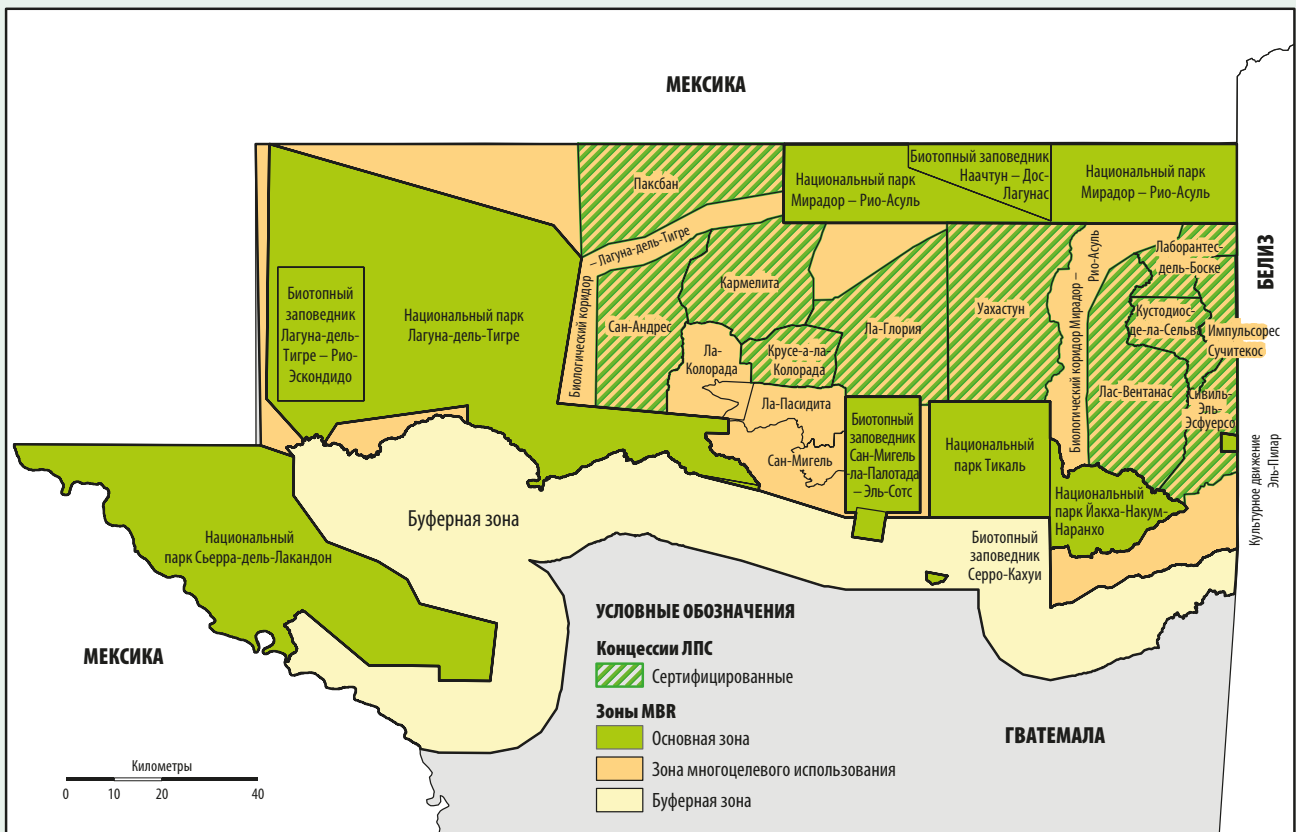 МЕКСИКА
Паксбан
Национальный парк
Мирадор – Рио-Асуль
Биотопный заповедник
Наачтун – Дос-
Лагунас
Национальный парк
Мирадор – Рио-Асуль
БЕЛИЗ
Биотопный
заповедник
Лагуна-дель-
Тигре – Рио-
Эскондидо
Национальный парк
Лагуна-дель-Тигре
Биологический коридор
– Лагуна-дель-Тигре
Сан-Андрес
Кармелита
Ла-
Колорада
Крусе-а-ла-
Колорада
Ла-Глория
Уахастун
Биологический коридор Мирадор –
Рио-Асуль
Лаборантес-
дель-Боске
Кустодиос-
де-ла-Сельва
Импульсорес
Сучитекос
Лас-Вентанас
Сивиль-
Эль-
Эсфуерсо
Культурное движение
Эль-Пилар
Ла-Пасидита
Сан-Мигель
Биотопный
заповедник
Сан-Мигель
-ла-Палотада
– Эль-Сотс
Национальный
парк Тикаль
Национальный
парк Йакха-Накум-
Наранхо
Буферная зона
Национальный
парк Сьерра-дель-Лакандон
Биотопный
заповедник
Серро-Кахуи
МЕКСИКА
ГВАТЕМАЛА
УСЛОВНЫЕ ОБОЗНАЧЕНИЯ
Концессии ЛПС
Сертифицированные
Зоны MBR
Основная зона
Зона многоцелевого использования
Буферная зона
Километры
0 10 20 40